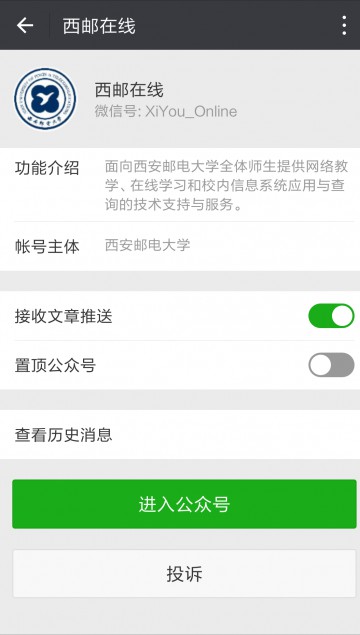 西邮在线
西邮在线
微信号: XiYou_Online
功能介绍
面向西安邮电大学全体师生提供网络教
学、在线学习和校内信息系统应用与查
询的技术支持与服务。
帐号主体
西安邮电大学
接收文章推送
置顶公众号
查看历史消息
进入公众号
投诉